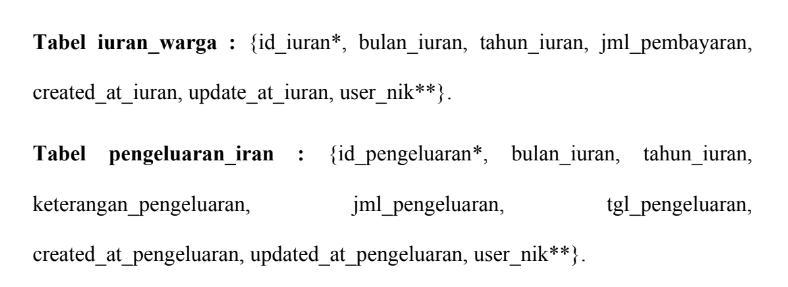 Tabel iuran_warga : {id_iuran*, bulan_iuran, tahun_iuran, jml_pembayaran,
created_at_iuran, update_at_iuran, user_nik**}.
Tabel pengeluaran_iran : {id_pengeluaran*, bulan_iuran, tahun_iuran,
keterangan_pengeluaran, jml_pengeluaran, tgl_pengeluaran,
created_at_pengeluaran, updated_at_pengeluaran, user_nik**}.